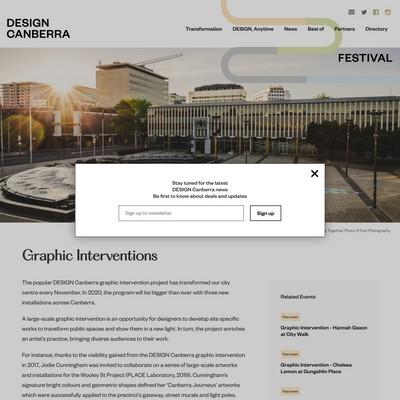 DESIGN
CANBERRA
Transformation
DESIGN, Anytime
News
Best of
Partners
Directory
FESTIVAL
Stay tuned for the latest
DESIGN Canberra news
Be first to know about deals and updates
Sign up to newsletter
Sign up
Together. Photo: 5 Foot Photography
Graphic Interventions
The popular DESIGN Canberra graphic intervention project has transformed our city
centre every November. In 2020, the program will be bigger than ever with three new
installations across Canberra.
A large-scale graphic intervention is an opportunity for designers to develop site specific
works to transform public spaces and show them in a new light. In turn, the project enriches
an artist's practice, bringing diverse audiences to their work.
For instance, thanks to the visibility gained from the DESIGN Canberra graphic intervention
in 2017, Jodie Cunningham was invited to collaborate on a series of large-scale artworks
and installations for the Wooley St Project (PLACE Laboratory, 2019). Cunningham's
signature bright colours and geometric shapes defined her 'Canberra Journeys' artworks
which were successfully applied to the precinct's gateway, street murals and light poles.
Related Events
Past event
Graphic Intervention - Hannah Gason
at City Walk
Past event
Graphic Intervention - Chelsea
Lemon at Gungahlin Place
Past event